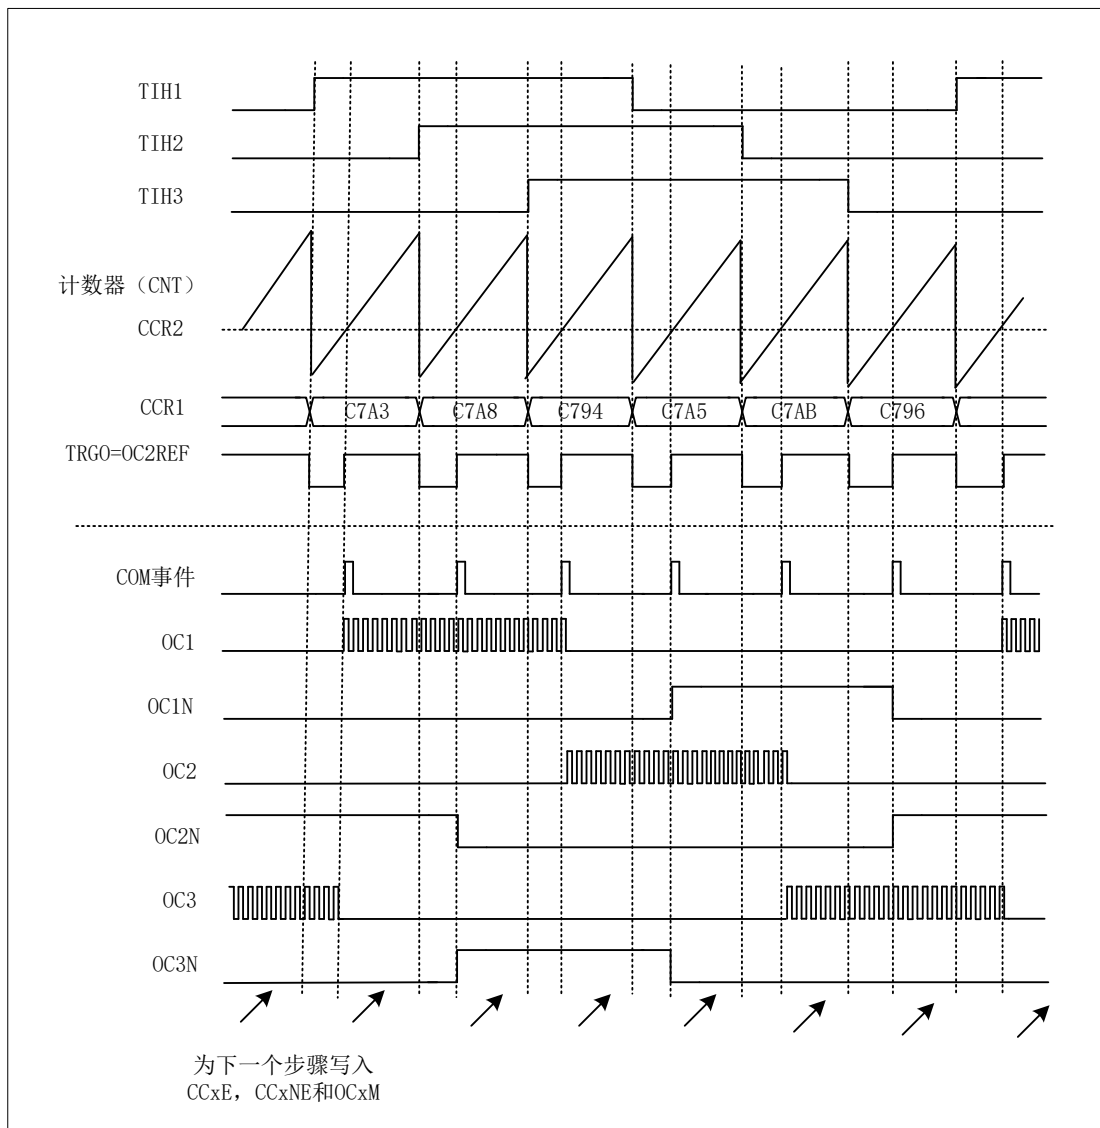 TIH1
TIH2
TIH3
计数器（CNT）
CCR2
CCR1
C7A3 C7A8 C794 C7A5 C7AB C796
TRGO=OC2REF
COM事件
OC1
OC1N
OC2
OC2N
OC3
OC3N
为下一个步骤写入
CCxE，CCxNE和OCxM